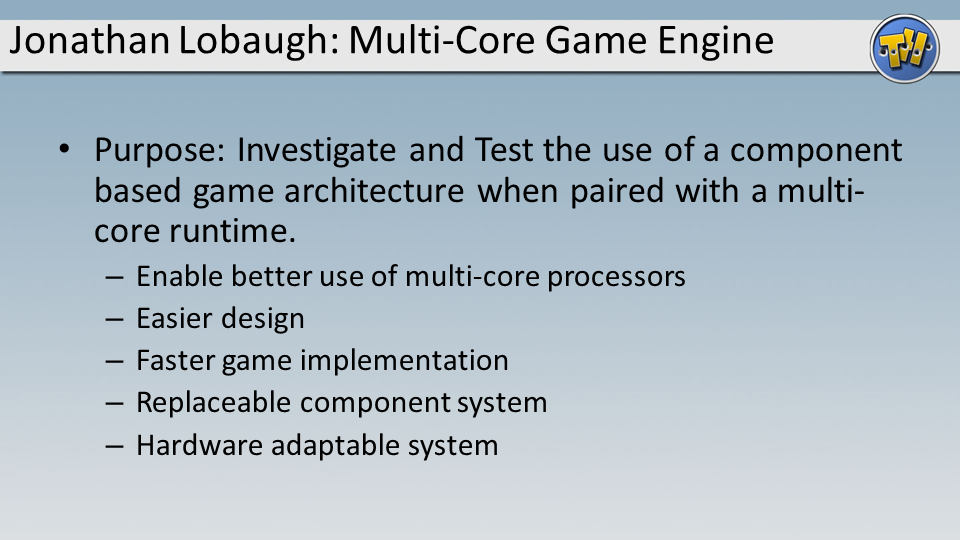 Jonathan Lobaugh: Multi-Core Game Engine
• Purpose: Investigate and Test the use of a component
based game architecture when paired with a multi-
core runtime.
– Enable better use of multi-core processors
– Easier design
– Faster game implementation
– Replaceable component system
– Hardware adaptable system